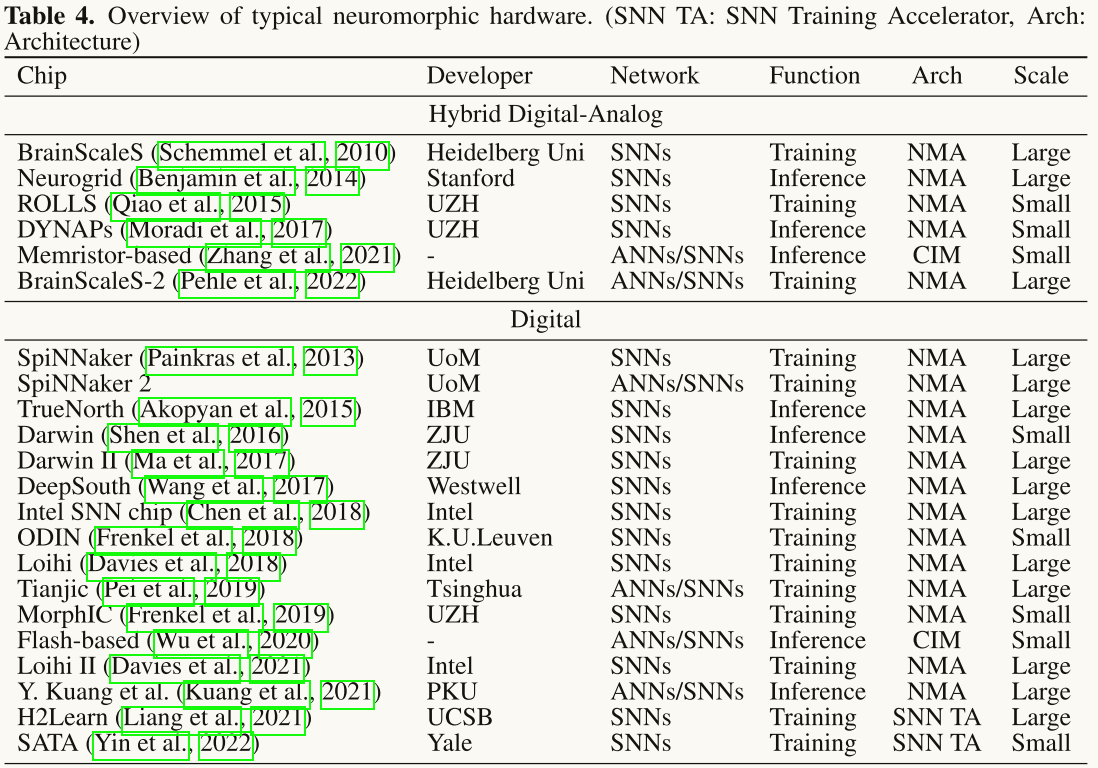 Table 4. Overview of typical neuromorphic hardware. (SNN TA: SNN Training Accelerator, Arch:
Architecture)
Chip Developer Network Function Arch Scale
Hybrid Digital-Analog
BrainScaleS (Schemmel et al., 2010) Heidelberg Uni SNNs Training NMA Large
Neurogrid (Benjamin et al., 2014) Stanford SNNs Inference NMA Large
ROLLS (Qiao et al., 2015) UZH SNNs Training NMA Small
DYNAPs (Moradi et al., 2017) UZH SNNs Inference NMA Small
Memristor-based (Zhang et al., 2021) - ANNs/SNNs Inference CIM Small
BrainScaleS-2 (Pehle et al., 2022) Heidelberg Uni ANNs/SNNs Training NMA Large
Digital
SpiNNaker (Painkras et al., 2013) UoM SNNs Training NMA Large
SpiNNaker 2 UoM ANNs/SNNs Training NMA Large
TrueNorth (Akopyan et al., 2015) IBM SNNs Inference NMA Large
Darwin (Shen et al., 2016) ZJU SNNs Inference NMA Small
Darwin II (Ma et al., 2017) ZJU SNNs Training NMA Large
DeepSouth (Wang et al., 2017) Westwell SNNs Inference NMA Large
Intel SNN chip (Chen et al., 2018) Intel SNNs Training NMA Large
ODIN (Frenkel et al., 2018) K.U.Leuven SNNs Training NMA Small
Loihi (Davies et al., 2018) Intel SNNs Training NMA Large
Tianjic (Pei et al., 2019) Tsinghua ANNs/SNNs Training NMA Large
MorphIC (Frenkel et al., 2019) UZH SNNs Training NMA Small
Flash-based (Wu et al., 2020) - ANNs/SNNs Inference CIM Small
Loihi II (Davies et al., 2021) Intel SNNs Training NMA Large
Y. Kuang et al. (Kuang et al., 2021) PKU ANNs/SNNs Inference NMA Large
H2Learn (Liang et al., 2021) UCSB SNNs Training SNN TA Large
SATA (Yin et al., 2022) Yale SNNs Training SNN TA Small